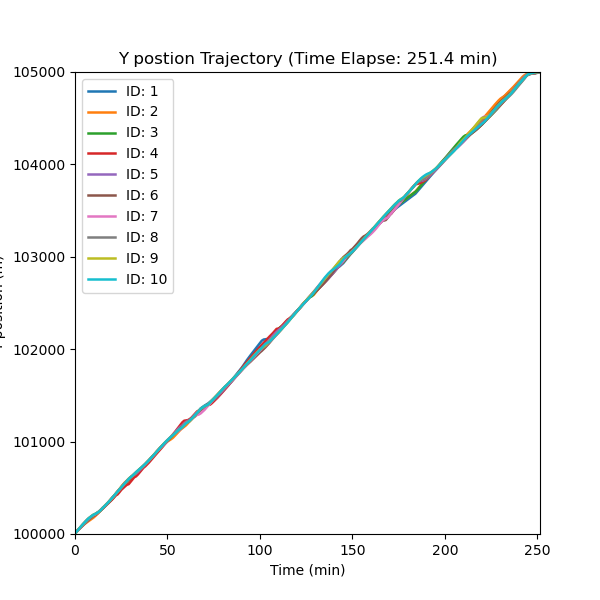 Y postion Trajectory (Time Elapse: 251.4 min)
105000
104000
103000
102000
101000
100000
ID: 1
ID: 2
ID: 3
ID: 4
ID: 5
ID: 6
ID: 7
ID: 8
ID: 9
ID: 10
0 50 100 150 200 250
Time (min)